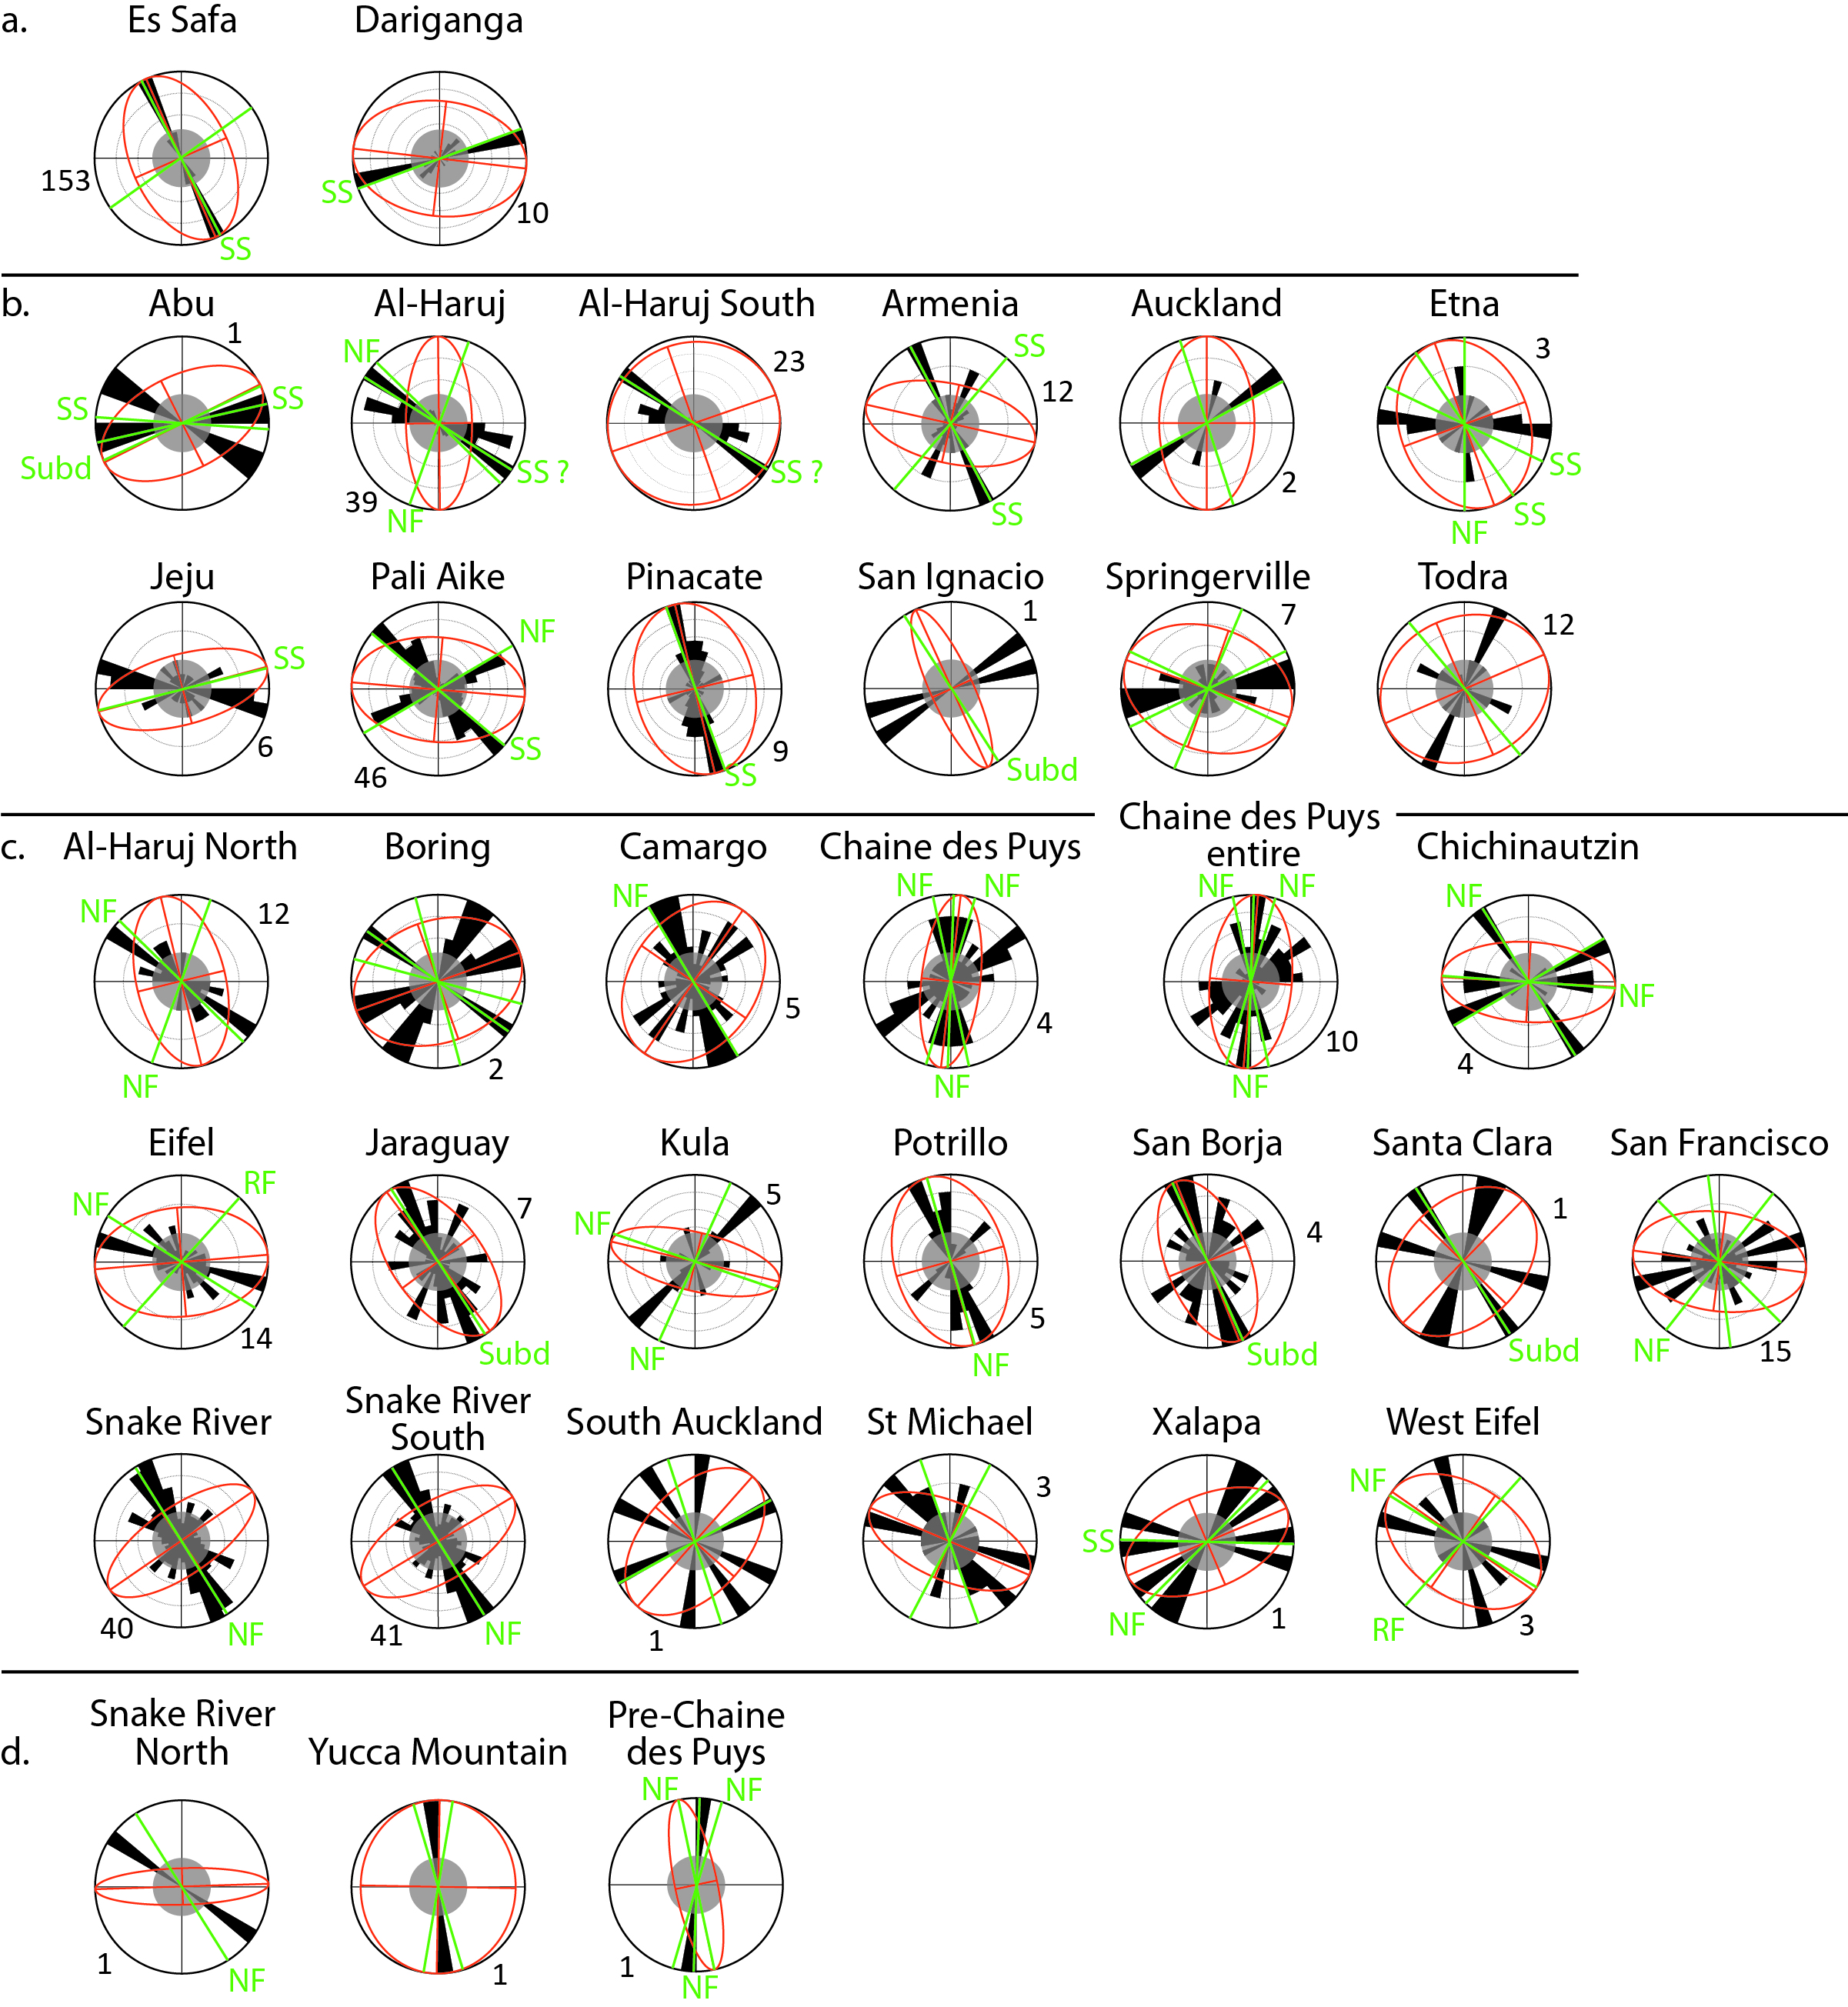 a. Es Safa Dariganga
153 SS SS 10
b. Abu Al-Haruj Al-Haruj South Armenia Auckland Etna
1 SS SS Subd NF SS ? 39 NF 23 SS ? SS 12 SS 2 3 SS SS NF
Jeju Pali Aike Pinacate San Ignacio Springerville Todra
SS 6 NF SS 46 9 SS 1 Subd 7 12
c. Al-Haruj North Boring Camargo Chaine des Puys Chaine des Puys
entire Chichinautzin
NF 12 NF 2 NF 5 NF NF 4 NF NF NF 10 NF NF NF 4
Eifel Jaraguay Kula Potrillo San Borja Santa Clara San Francisco
NF RF 14 7 Subd NF 5 NF 5 NF 4 Subd 1 Subd NF 15
Snake River Snake River
South South Auckland St Michael Xalapa West Eifel
40 NF 41 NF 1 3 SS NF 1 NF RF 3
d. Snake River
North Yucca Mountain Pre-Chaine
des Puys
1 NF 1 NF NF 1 NF